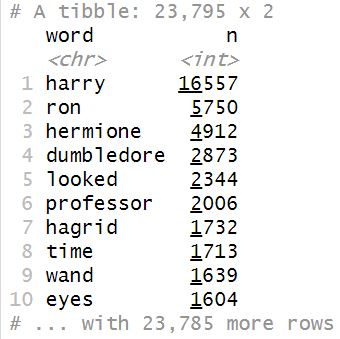 # A tibble: 23,795 x 2
word n
<chr> <int>
1 harry 16557
2 ron 5750
3 hermione 4912
4 dumbledore 2873
5 looked 2344
6 professor 2006
7 hagrid 1732
8 time 1713
9 wand 1639
10 eyes 1604
# ... with 23,785 more rows